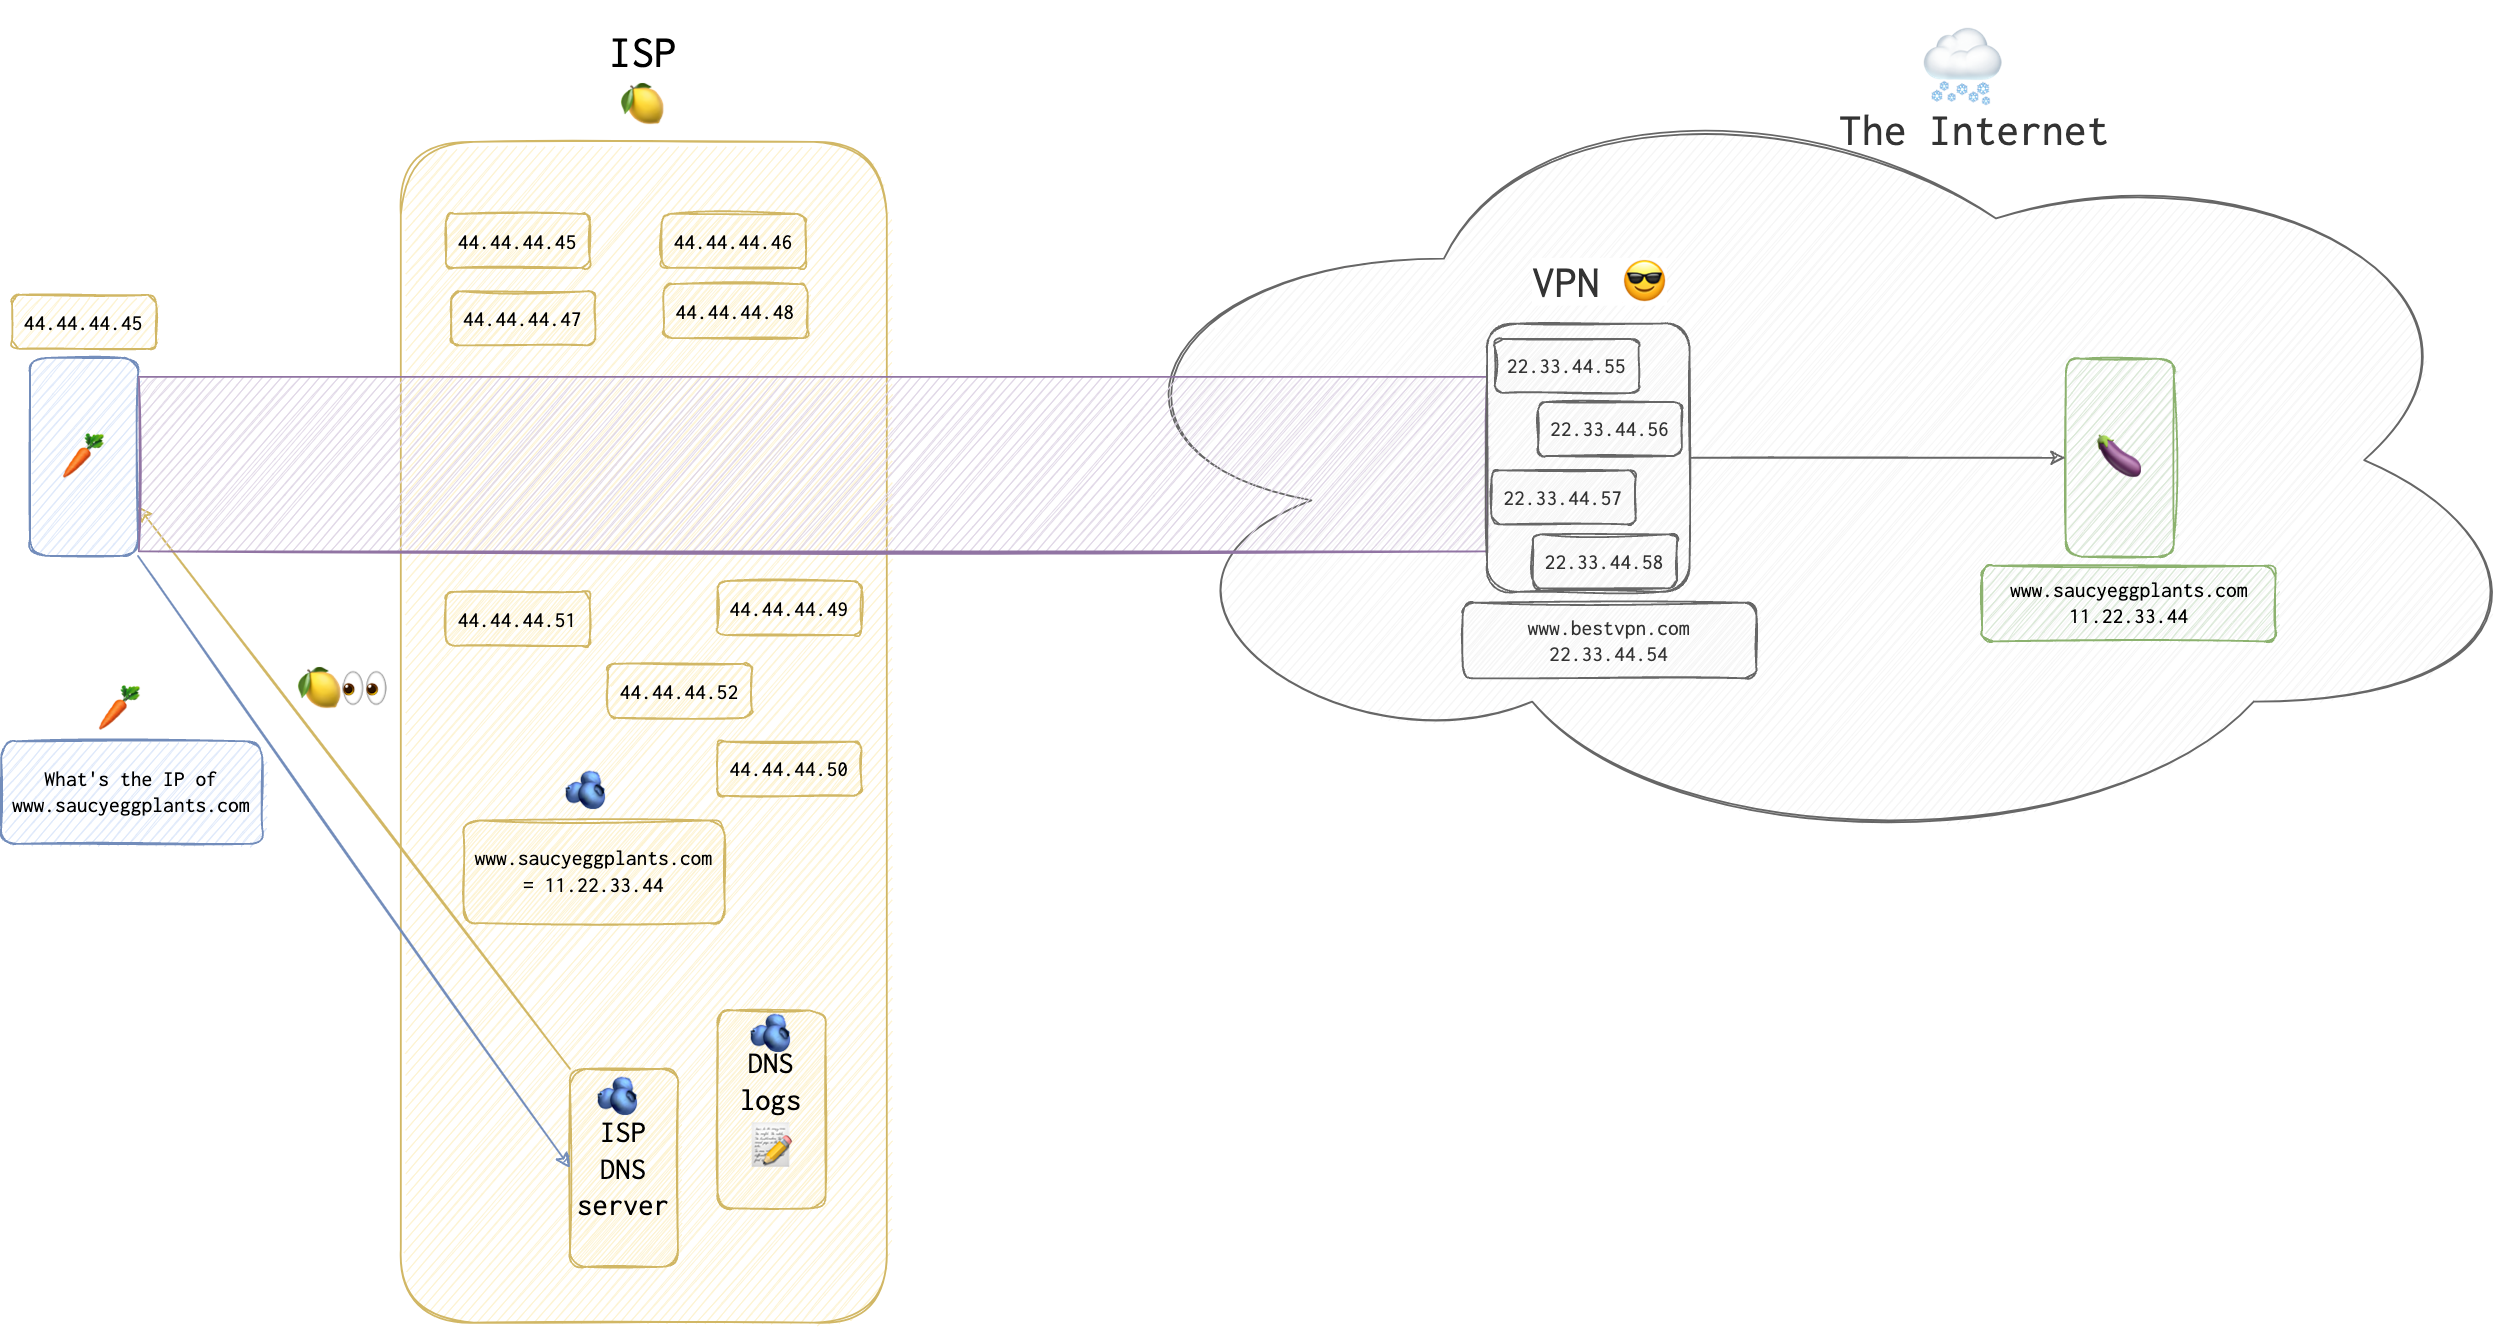 ISP
The Internet
44.44.44.45
44.44.44.45
44.44.44.46
44.44.44.47
44.44.44.48
VPN
22.33.44.55
22.33.44.56
22.33.44.57
22.33.44.58
www.bestvpn.com
22.33.44.54
www.saucyeggplants.com
11.22.33.44
44.44.44.51
44.44.44.49
44.44.44.52
44.44.44.50
What's the IP of
www.saucyeggplants.com
www.saucyeggplants.com
= 11.22.33.44
ISP
DNS
server
DNS
logs